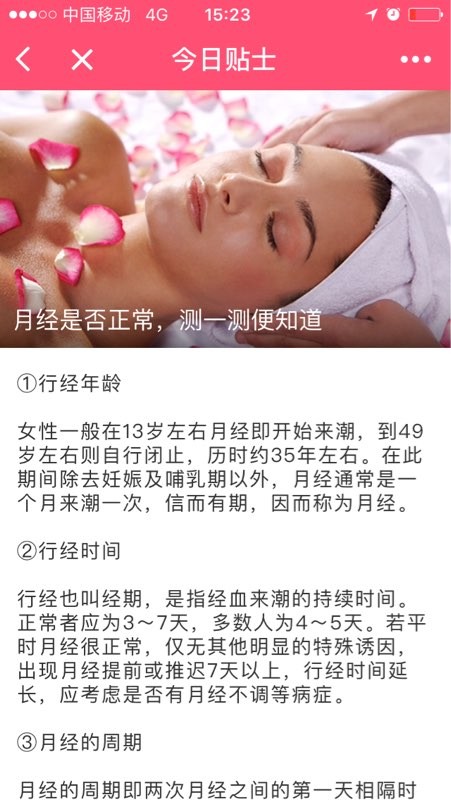 中国移动 4G 15:23
今日贴士
月经是否正常，测一测便知道
①行经年龄
女性一般在13岁左右月经即开始来潮，到49
岁左右则自行闭止，历时约35年左右。在此
期间除去妊娠及哺乳期以外，月经通常是一
个月来潮一次，信而有期，因而称为月经。
②行经时间
行经也叫经期，是指经血来潮的持续时间。
正常者应为3～7天，多数人为4～5天。若平
时月经很正常，仅无其他明显的特殊诱因，
出现月经提前或推迟7天以上，行经时间延
长，应考虑是否有月经不调等病症。
③月经的周期
月经的周期即两次月经之间的第一天相隔时